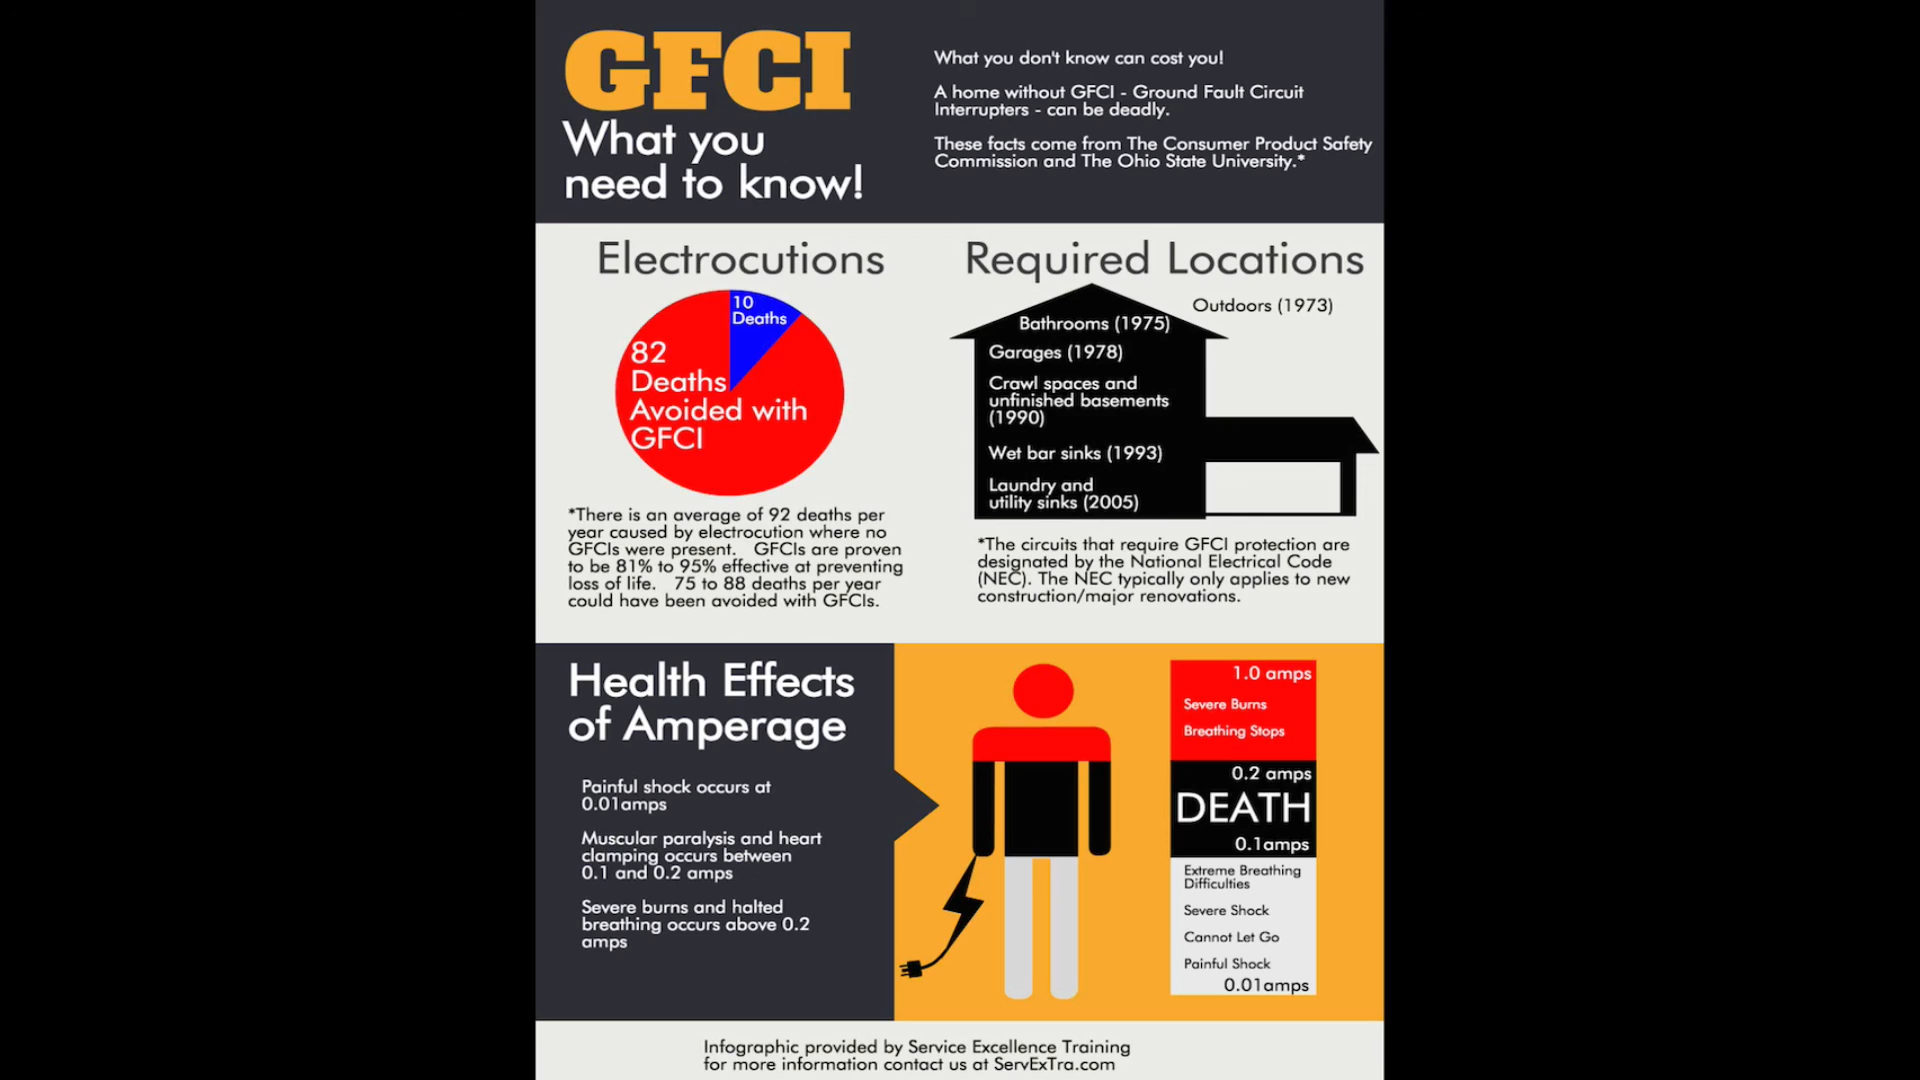 GFCI
What you
need to know!
What you don't know can cost you!
A home without GFCI - Ground Fault Circuit
Interrupters - can be deadly.
These facts come from The Consumer Product Safety
Commission and The Ohio State University.*
Electrocutions
10
Deaths
82
Deaths
Avoided with
GFCI
*There is an average of 92 deaths per
year caused by electrocution where no
GFCIs were present. GFCIs are proven
to be 81% to 95% effective at preventing
loss of life. 75 to 88 deaths per year
could have been avoided with GFCIs.
Required Locations
Outdoors (1973)
Bathrooms (1975)
Garages (1978)
Crawl spaces and
unfinished basements
(1990)
Wet bar sinks (1993)
Laundry and
utility sinks (2005)
*The circuits that require GFCI protection are
designated by the National Electrical Code
(NEC). The NEC typically only applies to new
construction/major renovations.
Health Effects
of Amperage
Painful shock occurs at
0.01amps
Muscular paralysis and heart
clamping occurs between
0.1 and 0.2 amps
Severe burns and halted
breathing occurs above 0.2
amps
1.0 amps
Severe Burns
Breathing Stops
0.2 amps
DEATH
0.1amps
Extreme Breathing
Difficulties
Severe Shock
Cannot Let Go
Painful Shock
0.01amps
Infographic provided by Service Excellence Training
for more information contact us at ServExTra.com